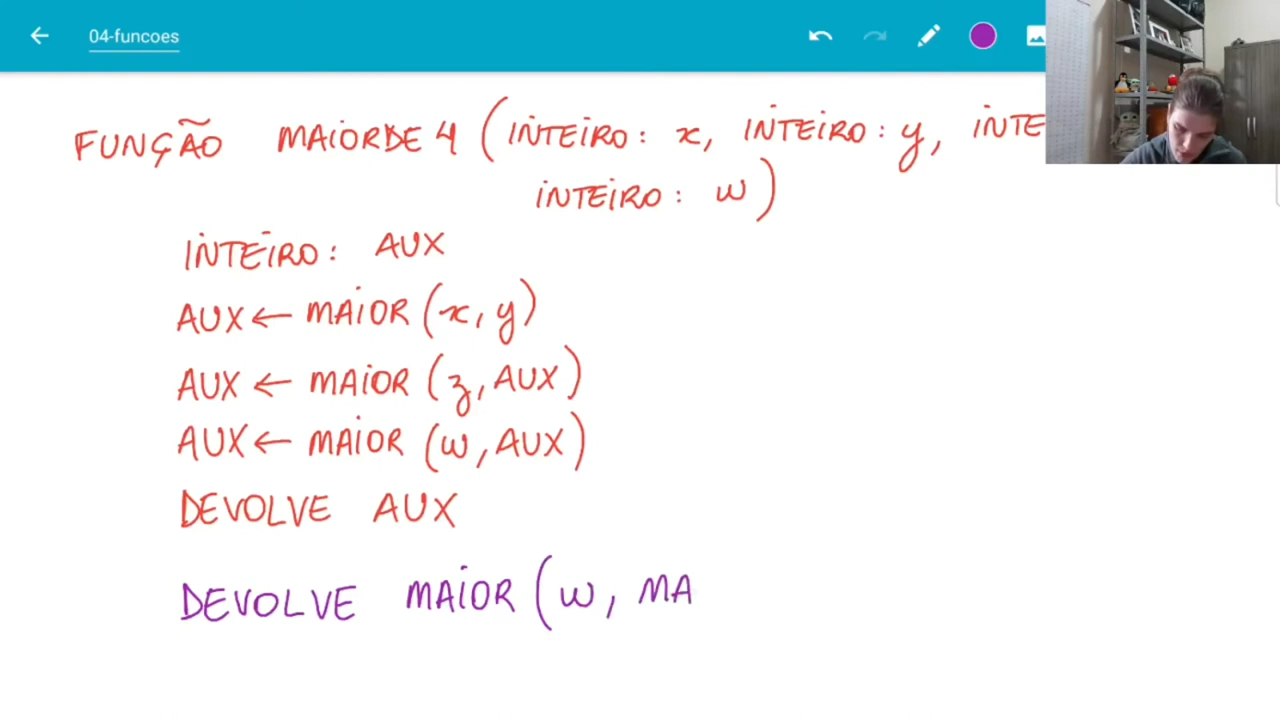 04-funcoes
FUNÇÃO MAIORDE4 (INTEIRO: x, INTEIRO: y,
INTEIRO: w)
INTEIRO: AUX
AUX ← MAIOR (x, y)
AUX ← MAIOR (z, AUX)
AUX ← MAIOR (w, AUX)
DEVOLVE AUX
DEVOLVE MAIOR (w, MA